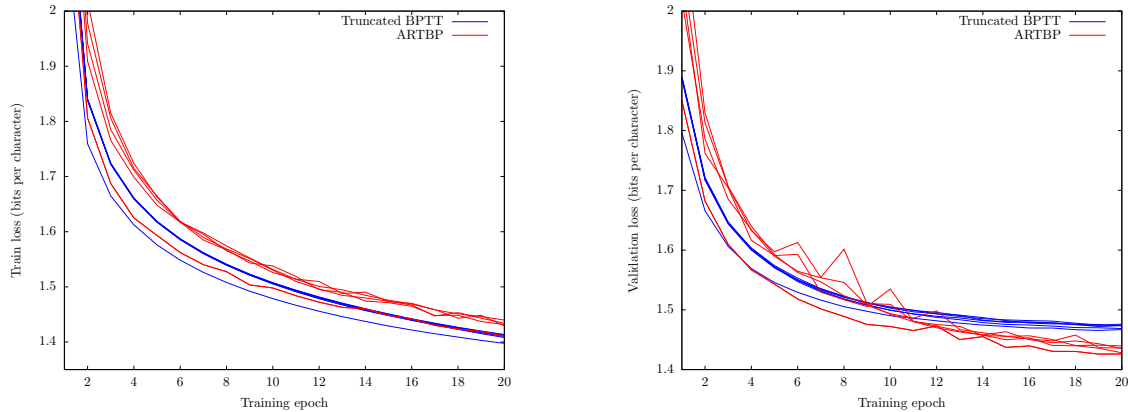 2
1.9
1.8
1.7
1.6
1.5
1.4
Train loss (bits per character)
2 4 6 8 10 12 14 16 18 20
Training epoch
Truncated BPTT
ARTBP
2
1.9
1.8
1.7
1.6
1.5
1.4
Validation loss (bits per character)
2 4 6 8 10 12 14 16 18 20
Training epoch
Truncated BPTT
ARTBP